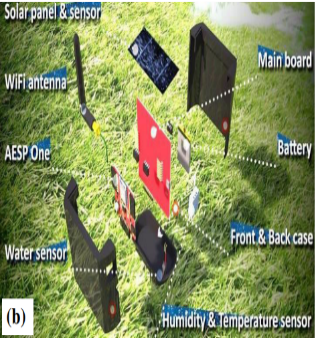 Solar panel & sensor
Main board
WiFi antenna
Battery
AESP One
Front & Back case
Water sensor
(b)
Humidity & Temperature sensor